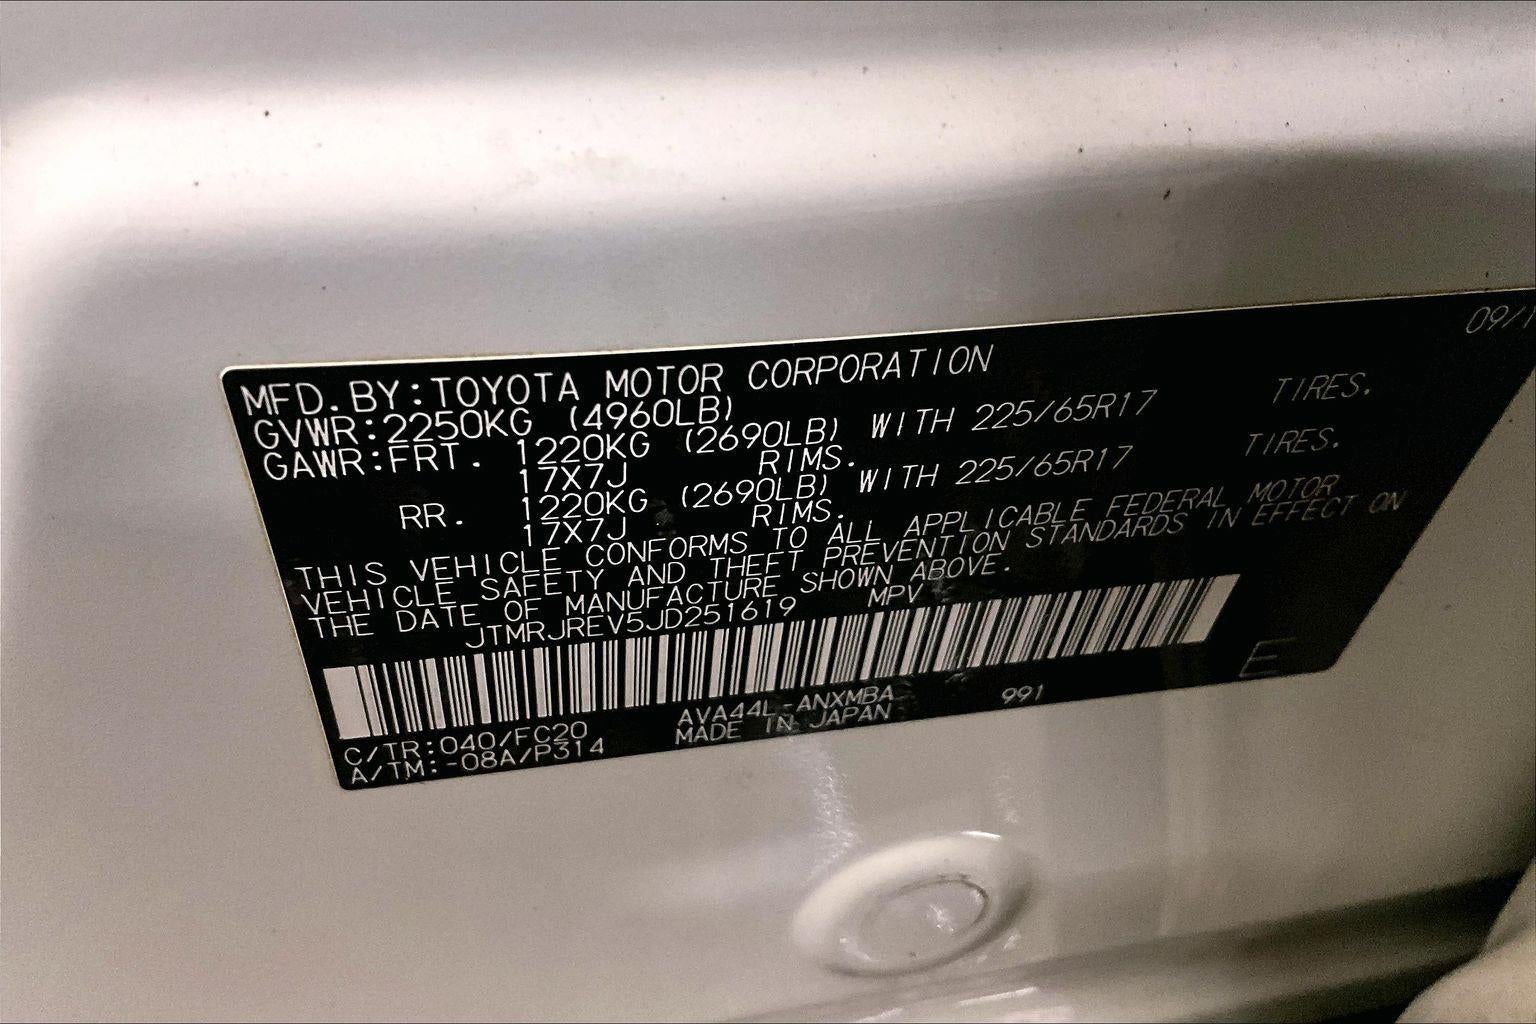 09/1
MFD.BY:TOYOTA MOTOR CORPORATION
GVWR:2250KG (4960LB)
GAWR:FRT. 1220KG (2690LB) WITH 225/65R17 TIRES.
17X7J RIMS.
RR. 1220KG (2690LB) WITH 225/65R17 TIRES.
17X7J RIMS.
THIS VEHICLE CONFORMS TO ALL APPLICABLE FEDERAL MOTOR
VEHICLE SAFETY AND THEFT PREVENTION STANDARDS IN EFFECT ON
THE DATE OF MANUFACTURE SHOWN ABOVE.
JTMRJREV5JD251619 MPV
C/TR:040/FC20 AVA44L-ANXMBA 991 E
A/TM:-08A/P314 MADE IN JAPAN